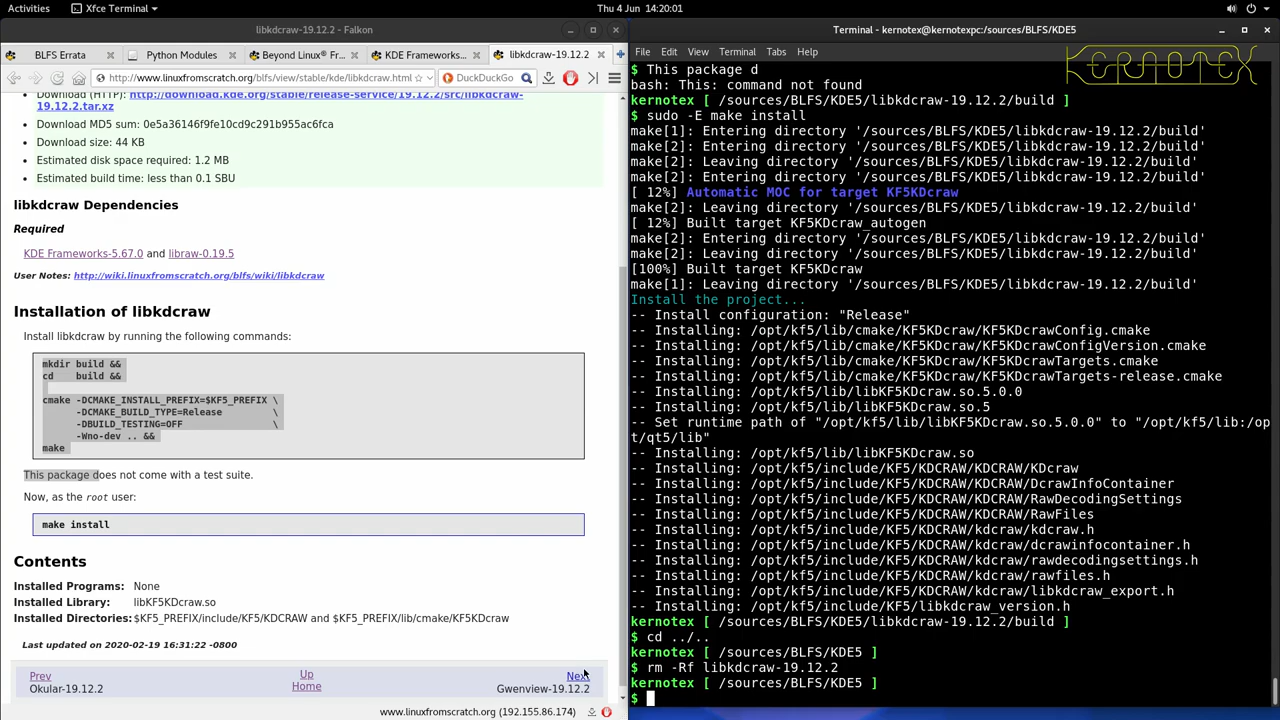 Activities
Xfce Terminal
Thu 4 Jun 14:20:01
libkdcraw-19.12.2 - Falkon
BLFS Errata
Python Modules
Beyond Linux® Fr...
KDE Frameworks...
libkdcraw-19.12.2
http://www.linuxfromscratch.org/blfs/view/stable/kde/libkdcraw.html
DuckDuckGo
Download (HTTP): http://download.kde.org/stable/release-service/19.12.2/src/libkdcraw-
19.12.2.tar.xz
Download MD5 sum: 0e5a36146f9fe10cd9c291b955ac6fca
Download size: 44 KB
Estimated disk space required: 1.2 MB
Estimated build time: less than 0.1 SBU
libkdcraw Dependencies
Required
KDE Frameworks-5.67.0 and libraw-0.19.5
User Notes: http://wiki.linuxfromscratch.org/blfs/wiki/libkdcraw
Installation of libkdcraw
Install libkdcraw by running the following commands:
mkdir build &&
cd    build &&
cmake -DCMAKE_INSTALL_PREFIX=$KF5_PREFIX \
-DCMAKE_BUILD_TYPE=Release         \
-DBUILD_TESTING=OFF                \
-Wno-dev .. &&
make
This package does not come with a test suite.
Now, as the root user:
make install
Contents
Installed Programs: None
Installed Library: libKF5KDcraw.so
Installed Directories: $KF5_PREFIX/include/KF5/KDCRAW and $KF5_PREFIX/lib/cmake/KF5KDcraw
Last updated on 2020-02-19 16:31:22 -0800
Prev
Okular-19.12.2
Up
Home
Next
Gwenview-19.12.2
www.linuxfromscratch.org (192.155.86.174)
Terminal - kernotex@kernotexpc:/sources/BLFS/KDE5
File Edit View Terminal Tabs Help
KERNOTEX
$ This package d
bash: This: command not found
kernotex [ /sources/BLFS/KDE5/libkdcraw-19.12.2/build ]
$ sudo -E make install
make[1]: Entering directory '/sources/BLFS/KDE5/libkdcraw-19.12.2/build'
make[2]: Entering directory '/sources/BLFS/KDE5/libkdcraw-19.12.2/build'
make[2]: Leaving directory '/sources/BLFS/KDE5/libkdcraw-19.12.2/build'
make[2]: Entering directory '/sources/BLFS/KDE5/libkdcraw-19.12.2/build'
[ 12%] Automatic MOC for target KF5KDcraw
make[2]: Leaving directory '/sources/BLFS/KDE5/libkdcraw-19.12.2/build'
[ 12%] Built target KF5KDcraw_autogen
make[2]: Entering directory '/sources/BLFS/KDE5/libkdcraw-19.12.2/build'
make[2]: Leaving directory '/sources/BLFS/KDE5/libkdcraw-19.12.2/build'
[100%] Built target KF5KDcraw
make[1]: Leaving directory '/sources/BLFS/KDE5/libkdcraw-19.12.2/build'
Install the project...
-- Install configuration: "Release"
-- Installing: /opt/kf5/lib/cmake/KF5KDcraw/KF5KDcrawConfig.cmake
-- Installing: /opt/kf5/lib/cmake/KF5KDcraw/KF5KDcrawConfigVersion.cmake
-- Installing: /opt/kf5/lib/cmake/KF5KDcraw/KF5KDcrawTargets.cmake
-- Installing: /opt/kf5/lib/cmake/KF5KDcraw/KF5KDcrawTargets-release.cmake
-- Installing: /opt/kf5/lib/libKF5KDcraw.so.5.0.0
-- Installing: /opt/kf5/lib/libKF5KDcraw.so.5
-- Set runtime path of "/opt/kf5/lib/libKF5KDcraw.so.5.0.0" to "/opt/kf5/lib:/op
t/qt5/lib"
-- Installing: /opt/kf5/lib/libKF5KDcraw.so
-- Installing: /opt/kf5/include/KF5/KDCRAW/KDCRAW/KDcraw
-- Installing: /opt/kf5/include/KF5/KDCRAW/KDCRAW/DcrawInfoContainer
-- Installing: /opt/kf5/include/KF5/KDCRAW/KDCRAW/RawDecodingSettings
-- Installing: /opt/kf5/include/KF5/KDCRAW/KDCRAW/RawFiles
-- Installing: /opt/kf5/include/KF5/KDCRAW/kdcraw/kdcraw.h
-- Installing: /opt/kf5/include/KF5/KDCRAW/kdcraw/dcrawinfocontainer.h
-- Installing: /opt/kf5/include/KF5/KDCRAW/kdcraw/rawdecodingsettings.h
-- Installing: /opt/kf5/include/KF5/KDCRAW/kdcraw/rawfiles.h
-- Installing: /opt/kf5/include/KF5/KDCRAW/kdcraw/libkdcraw_export.h
-- Installing: /opt/kf5/include/KF5/libkdcraw_version.h
kernotex [ /sources/BLFS/KDE5/libkdcraw-19.12.2/build ]
$ cd ../..
kernotex [ /sources/BLFS/KDE5 ]
$ rm -Rf libkdcraw-19.12.2
kernotex [ /sources/BLFS/KDE5 ]
$